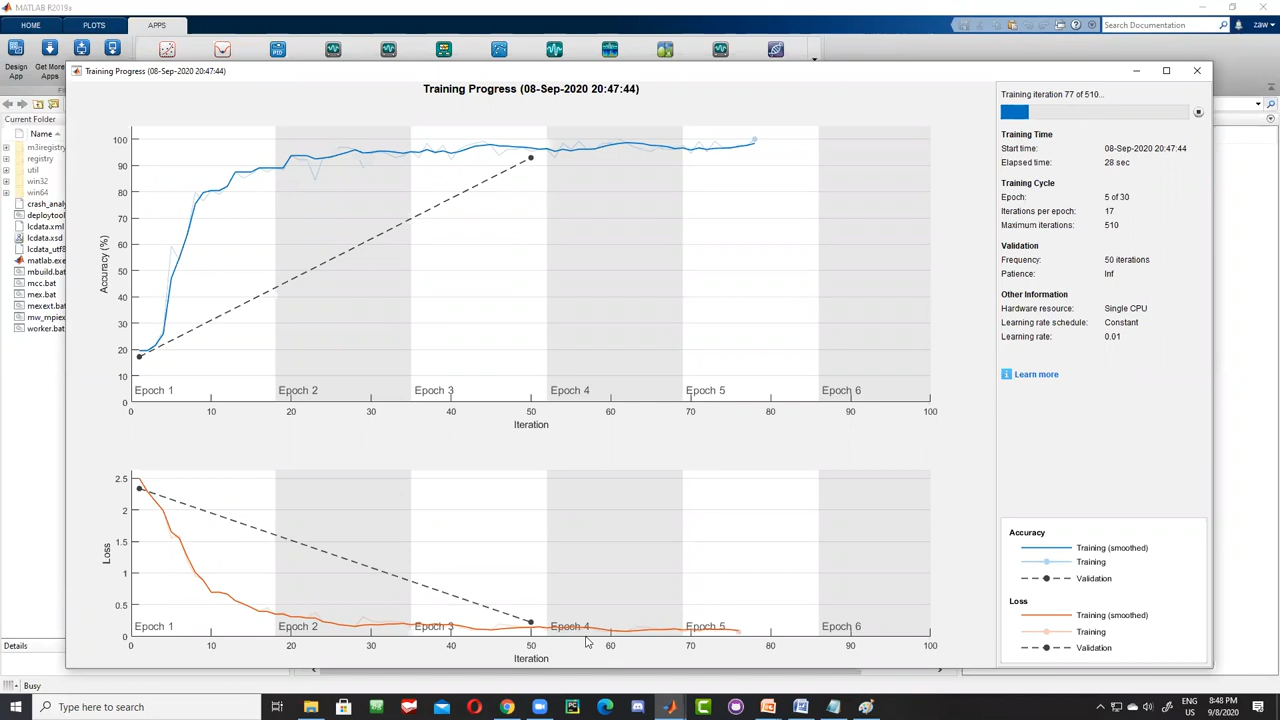 MATLAB R2019a
HOME
PLOTS
APPS
Search Documentation
zaw
Design
App
Get More
Apps
Training Progress (08-Sep-2020 20:47:44)
Current Folder
Name
m3iregistry
registry
util
win32
win64
crash_analy
deploytool
lcdata.xml
lcdata.xsd
lcdata_utf8
matlab.exe
mbuild.bat
mcc.bat
mex.bat
mexext.bat
mw_mpiex
worker.bat
Details
Busy
Training Progress (08-Sep-2020 20:47:44)
100
90
80
70
60
50
40
30
20
10
0
Accuracy (%)
Epoch 1
Epoch 2
Epoch 3
Epoch 4
Epoch 5
Epoch 6
0
10
20
30
40
50
60
70
80
90
100
Iteration
2.5
2
1.5
1
0.5
0
Loss
Epoch 1
Epoch 2
Epoch 3
Epoch 4
Epoch 5
Epoch 6
0
10
20
30
40
50
60
70
80
90
100
Iteration
Training iteration 77 of 510...
Training Time
Start time: 08-Sep-2020 20:47:44
Elapsed time: 28 sec
Training Cycle
Epoch: 5 of 30
Iterations per epoch: 17
Maximum iterations: 510
Validation
Frequency: 50 iterations
Patience: Inf
Other Information
Hardware resource: Single CPU
Learning rate schedule: Constant
Learning rate: 0.01
Learn more
Accuracy
Training (smoothed)
Training
Validation
Loss
Training (smoothed)
Training
Validation
Type here to search
ENG
US
8:48 PM
9/8/2020